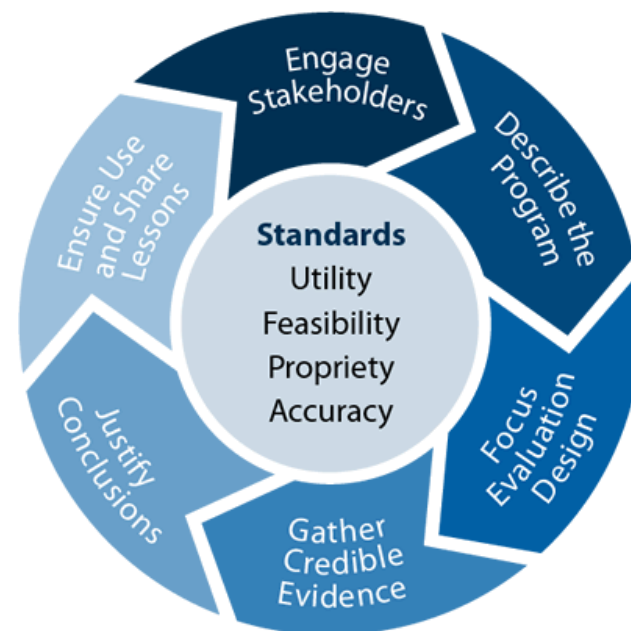 Engage
Stakeholders
Describe the
Program
Focus
Evaluation
Design
Gather
Credible
Evidence
Justify
Conclusions
Ensure Use
and Share
Lessons
Standards
Utility
Feasibility
Propriety
Accuracy